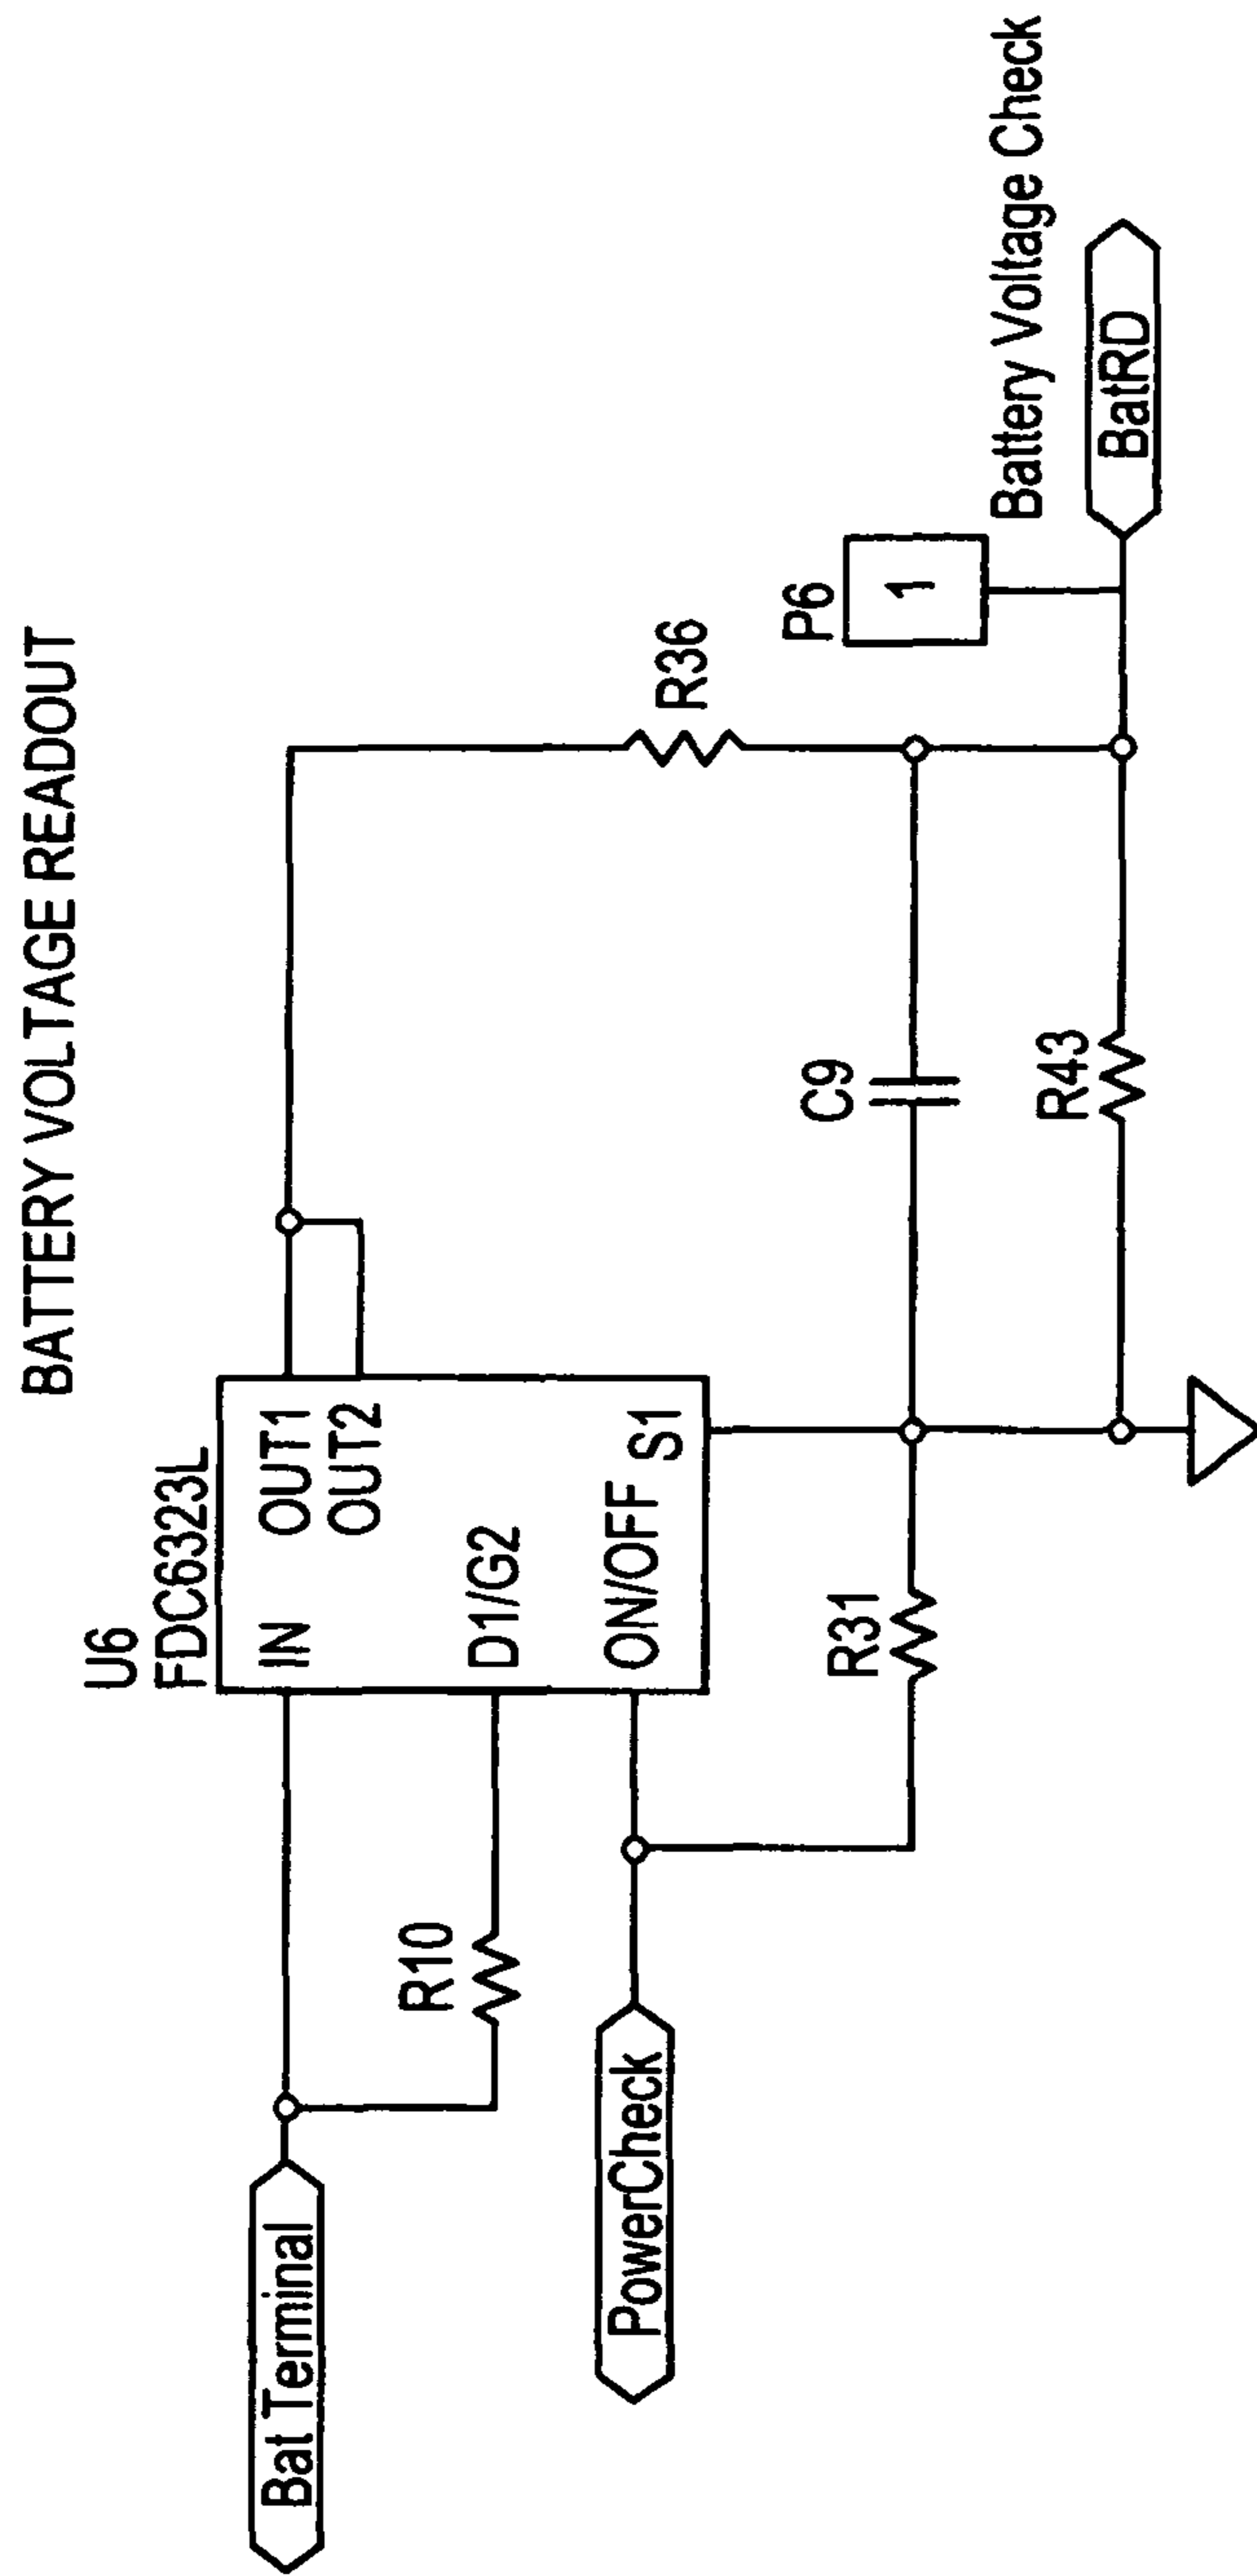 BATTERY VOLTAGE READOUT
U6
FDC6323L
IN
OUT1
OUT2
D1/G2
ON/OFF
S1
Bat Terminal
R10
PowerCheck
R31
C9
R43
R36
P6
1
Battery Voltage Check
BatRD